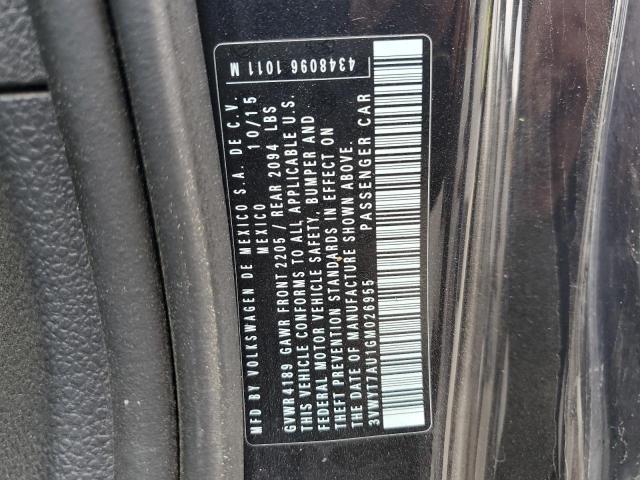 MFD BY VOLKSWAGEN DE MEXICO S.A. DE C.V.
MEXICO 10/15
GVWR 4189 GAWR FRONT 2205 / REAR 2094 LBS
THIS VEHICLE CONFORMS TO ALL APPLICABLE U.S.
FEDERAL MOTOR VEHICLE SAFETY, BUMPER AND
THEFT PREVENTION STANDARDS IN EFFECT ON
THE DATE OF MANUFACTURE SHOWN ABOVE.
3VWY17AU1GM026955 PASSENGER CAR
4348096 1011 M